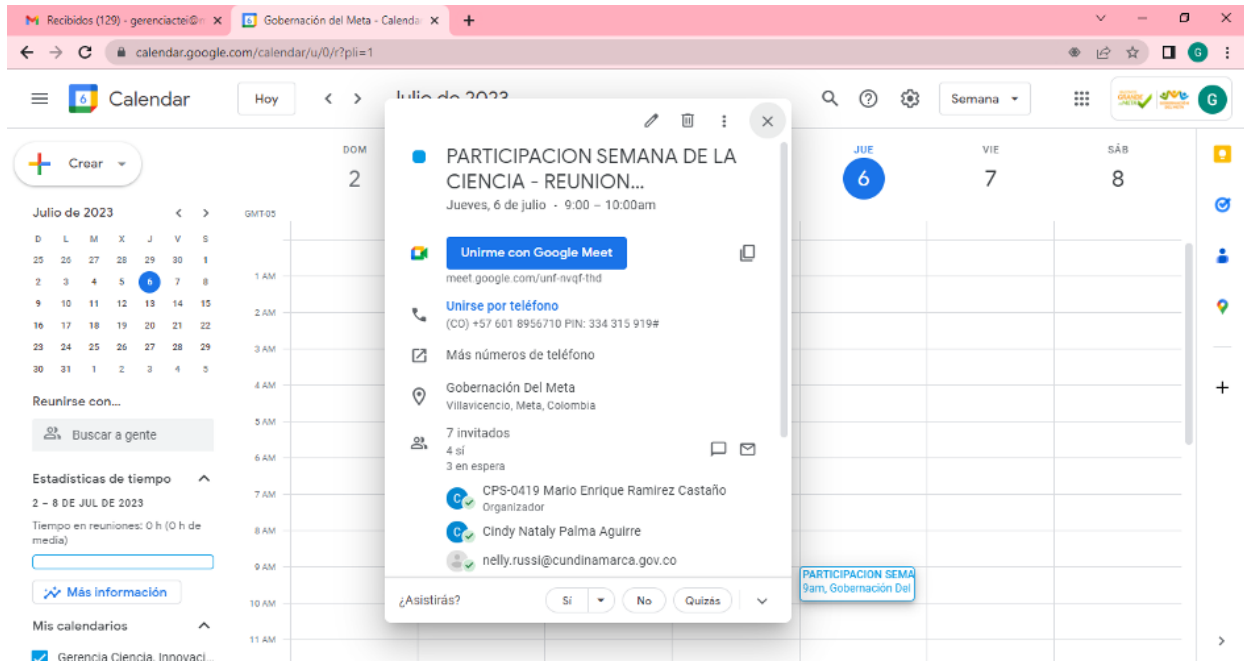 Recibidos (129) - gerenciactei@n
Gobernación del Meta - Calenda
calendar.google.com/calendar/u/0/r?pli=1
G
6
Calendar
Hoy
Julio de 2023
Semana
G
Crear
Julio de 2023
D L M X J V S
25 26 27 28 29 30 1
2 3 4 5 6 7 8
9 10 11 12 13 14 15
16 17 18 19 20 21 22
23 24 25 26 27 28 29
30 31 1 2 3 4 5
Reunirse con...
Buscar a gente
Estadísticas de tiempo
2 – 8 DE JUL DE 2023
Tiempo en reuniones: 0 h (0 h de
media)
Más información
Mis calendarios
Gerencia Ciencia, Innovaci...
DOM
2
JUE
6
VIE
7
SÁB
8
GMT-05
1 AM
2 AM
3 AM
4 AM
5 AM
6 AM
7 AM
8 AM
9 AM
10 AM
11 AM
PARTICIPACION SEMANA DE LA
CIENCIA - REUNION...
Jueves, 6 de julio · 9:00 – 10:00am
Unirme con Google Meet
meet.google.com/unf-nvqf-thd
Unirse por teléfono
(CO) +57 601 8956710 PIN: 334 315 919#
Más números de teléfono
Gobernación Del Meta
Villavicencio, Meta, Colombia
7 invitados
4 sí
3 en espera
C
CPS-0419 Mario Enrique Ramirez Castaño
Organizador
C
Cindy Nataly Palma Aguirre
nelly.russi@cundinamarca.gov.co
¿Asistirás?
Sí
No
Quizás
PARTICIPACION SEMA
9am, Gobernación Del